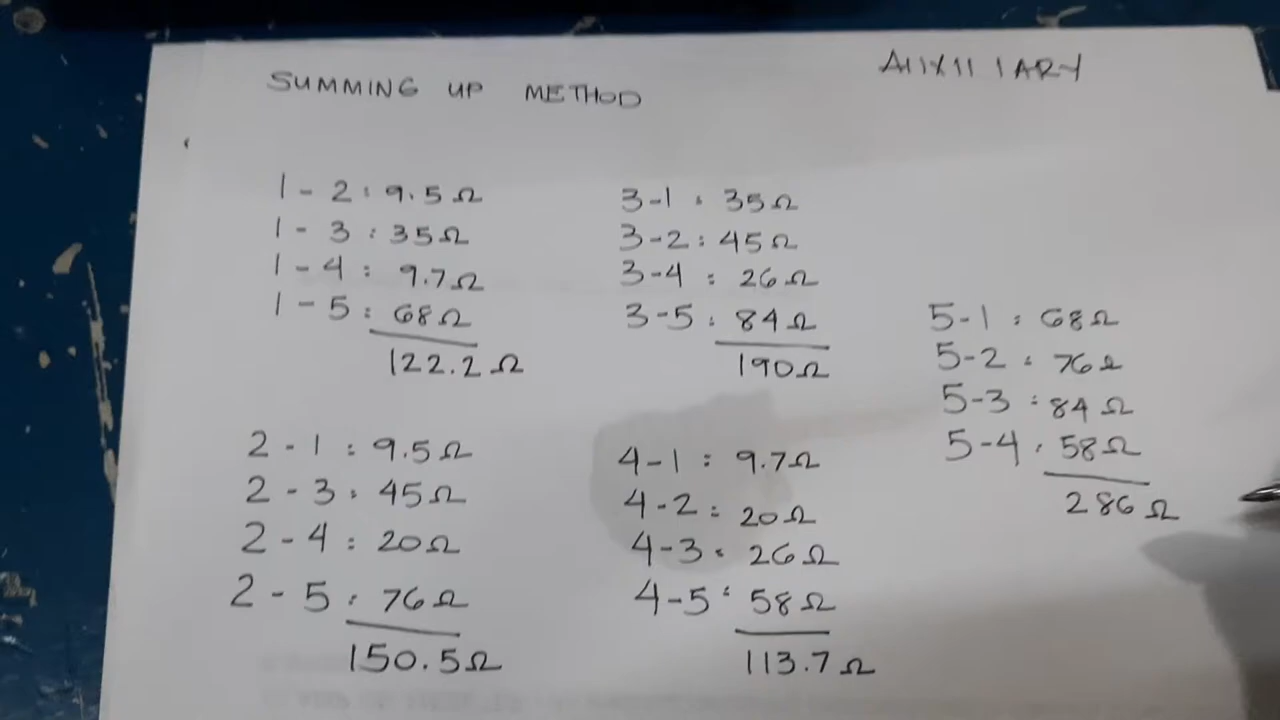 SUMMING UP METHOD
AUXILIARY
1 - 2 : 9.5Ω
1 - 3 : 35Ω
1 - 4 : 9.7Ω
1 - 5 : 68Ω
122.2Ω
2 - 1 : 9.5Ω
2 - 3 : 45Ω
2 - 4 : 20Ω
2 - 5 : 76Ω
150.5Ω
3-1 : 35Ω
3-2 : 45Ω
3-4 : 26Ω
3-5 : 84Ω
190Ω
4-1 : 9.7Ω
4-2 : 20Ω
4-3 : 26Ω
4-5 : 58Ω
113.7Ω
5-1 : 68Ω
5-2 : 76Ω
5-3 : 84Ω
5-4 : 58Ω
286Ω